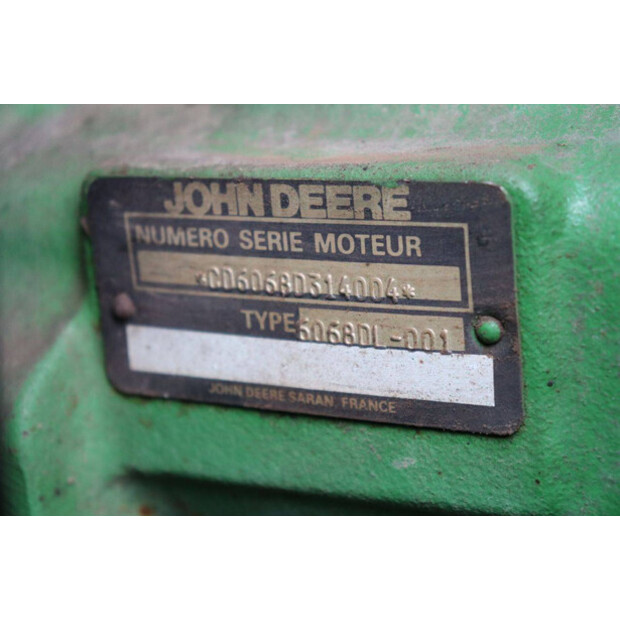 JOHN DEERE
NUMERO SERIE MOTEUR
*CD6068D314004*
TYPE 6068DL-001
JOHN DEERE SARAN FRANCE